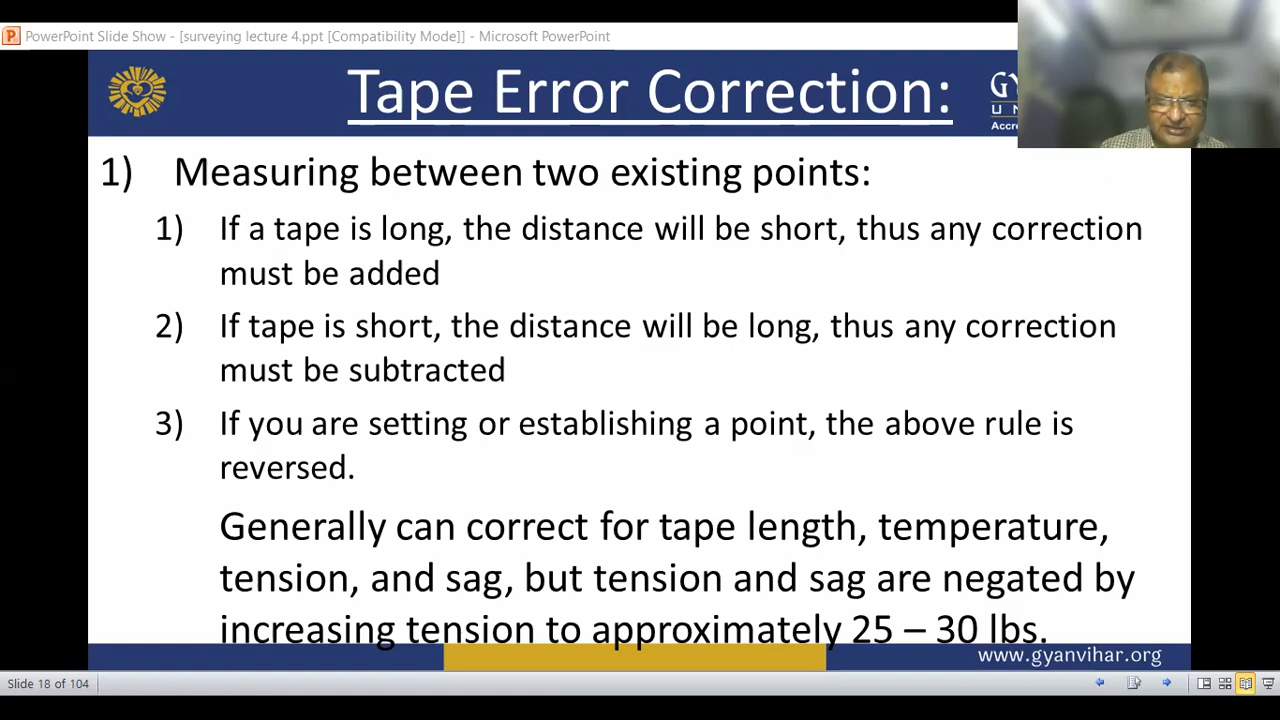 PowerPoint Slide Show - [surveying lecture 4.ppt [Compatibility Mode]] - Microsoft PowerPoint
Tape Error Correction:
GY
U N
Accre
1) Measuring between two existing points:
1) If a tape is long, the distance will be short, thus any correction
must be added
2) If tape is short, the distance will be long, thus any correction
must be subtracted
3) If you are setting or establishing a point, the above rule is
reversed.
Generally can correct for tape length, temperature,
tension, and sag, but tension and sag are negated by
increasing tension to approximately 25 – 30 lbs.
www.gyanvihar.org
Slide 18 of 104